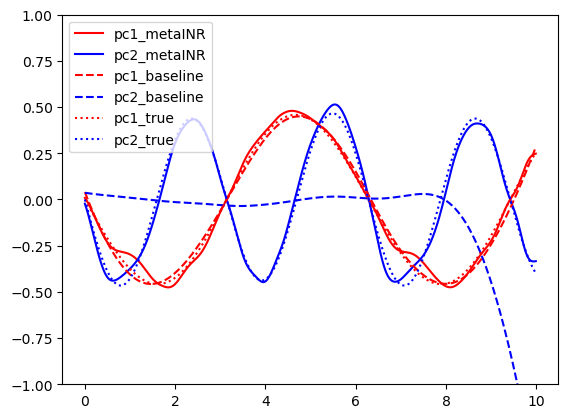 1.00
0.75
0.50
0.25
0.00
−0.25
−0.50
−0.75
−1.00
pc1_metaINR
pc2_metaINR
pc1_baseline
pc2_baseline
pc1_true
pc2_true
0 2 4 6 8 10